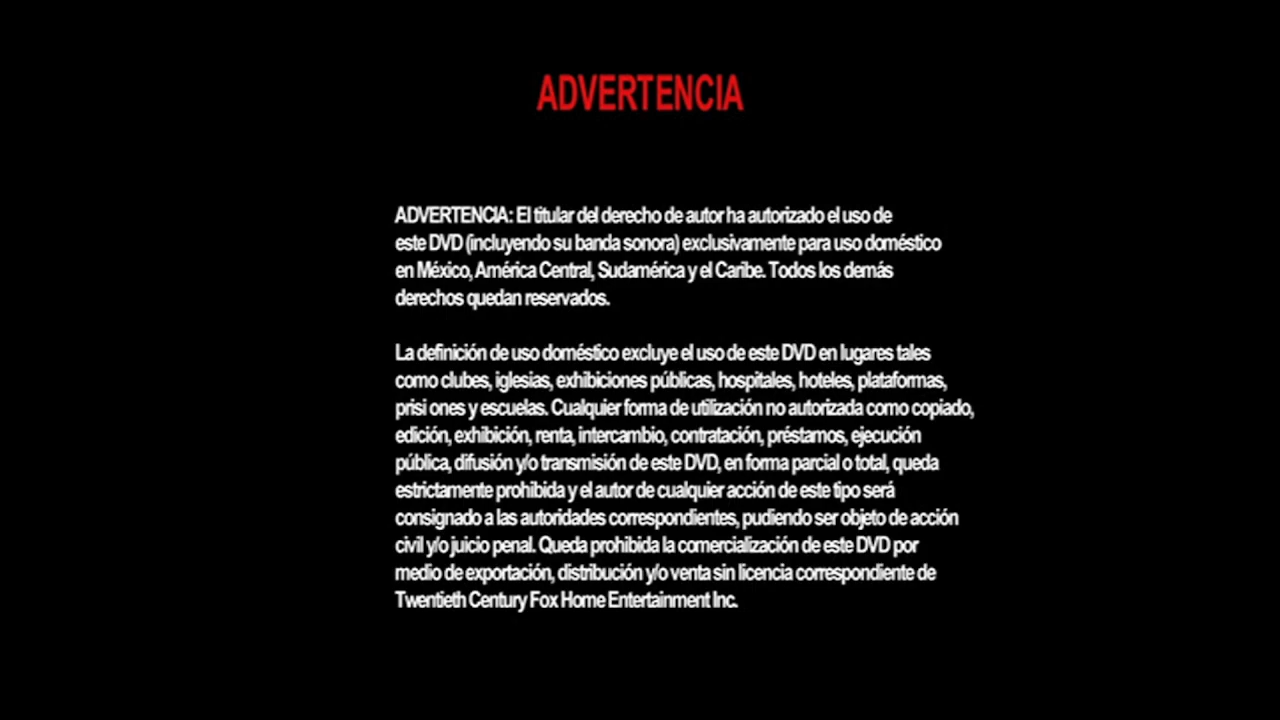 ADVERTENCIA
ADVERTENCIA: El titular del derecho de autor ha autorizado el uso de
este DVD (incluyendo su banda sonora) exclusivamente para uso doméstico
en México, América Central, Sudamérica y el Caribe. Todos los demás
derechos quedan reservados.
La definición de uso doméstico excluye el uso de este DVD en lugares tales
como clubes, iglesias, exhibiciones públicas, hospitales, hoteles, plataformas,
prisi ones y escuelas. Cualquier forma de utilización no autorizada como copiado,
edición, exhibición, renta, intercambio, contratación, préstamos, ejecución
pública, difusión y/o transmisión de este DVD, en forma parcial o total, queda
estrictamente prohibida y el autor de cualquier acción de este tipo será
consignado a las autoridades correspondientes, pudiendo ser objeto de acción
civil y/o juicio penal. Queda prohibida la comercialización de este DVD por
medio de exportación, distribución y/o venta sin licencia correspondiente de
Twentieth Century Fox Home Entertainment Inc.